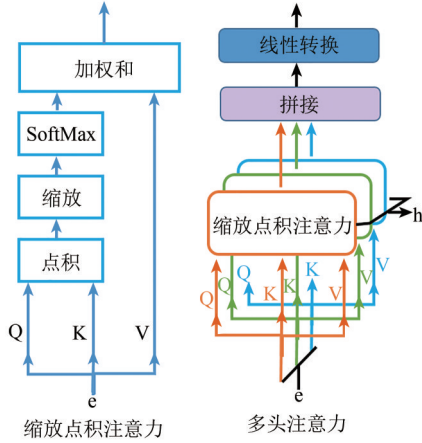 加权和
SoftMax
缩放
点积
Q K V
e
缩放点积注意力
线性转换
拼接
缩放点积注意力
h
Q Q Q K K K V V V
e
多头注意力